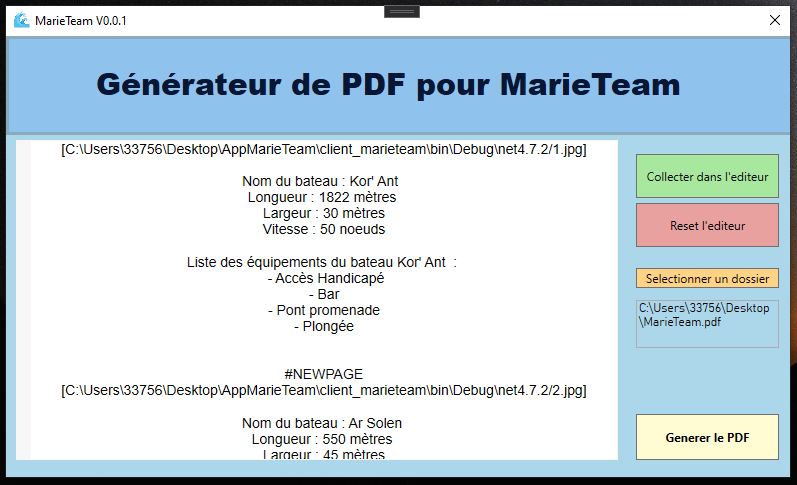 MarieTeam V0.0.1
Générateur de PDF pour MarieTeam
[C:\Users\33756\Desktop\AppMarieTeam\client_marieteam\bin\Debug\net4.7.2/1.jpg]
Nom du bateau : Kor' Ant
Longueur : 1822 mètres
Largeur : 30 mètres
Vitesse : 50 noeuds
Liste des équipements du bateau Kor' Ant  :
- Accès Handicapé
- Bar
- Pont promenade
- Plongée
#NEWPAGE
[C:\Users\33756\Desktop\AppMarieTeam\client_marieteam\bin\Debug\net4.7.2/2.jpg]
Nom du bateau : Ar Solen
Longueur : 550 mètres
Largeur : 45 mètres
Collecter dans l'editeur
Reset l'editeur
Selectionner un dossier
C:\Users\33756\Desktop
\MarieTeam.pdf
Generer le PDF